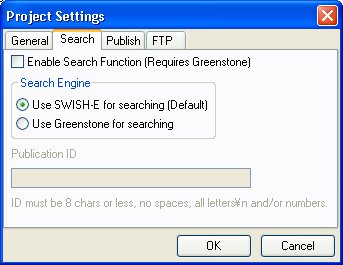 Project Settings
General Search Publish FTP
Enable Search Function (Requires Greenstone)
Search Engine
Use SWISH-E for searching (Default)
Use Greenstone for searching
Publication ID
ID must be 8 chars or less, no spaces, all letters¥n and/or numbers.
OK Cancel